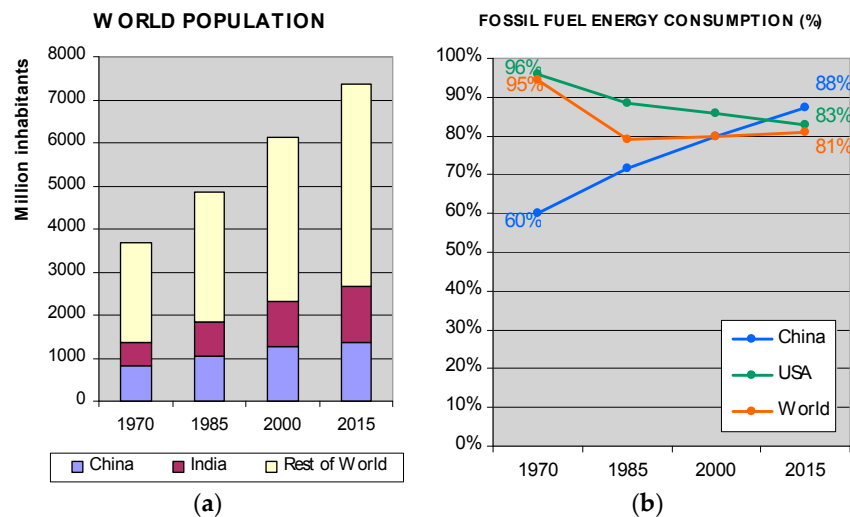 WORLD POPULATION
Million inhabitants
8000
7000
6000
5000
4000
3000
2000
1000
0
1970 1985 2000 2015
China India Rest of World
(a)
FOSSIL FUEL ENERGY CONSUMPTION (%)
100%
90%
80%
70%
60%
50%
40%
30%
20%
10%
0%
96%
95%
60%
88%
83%
81%
China
USA
World
1970 1985 2000 2015
(b)